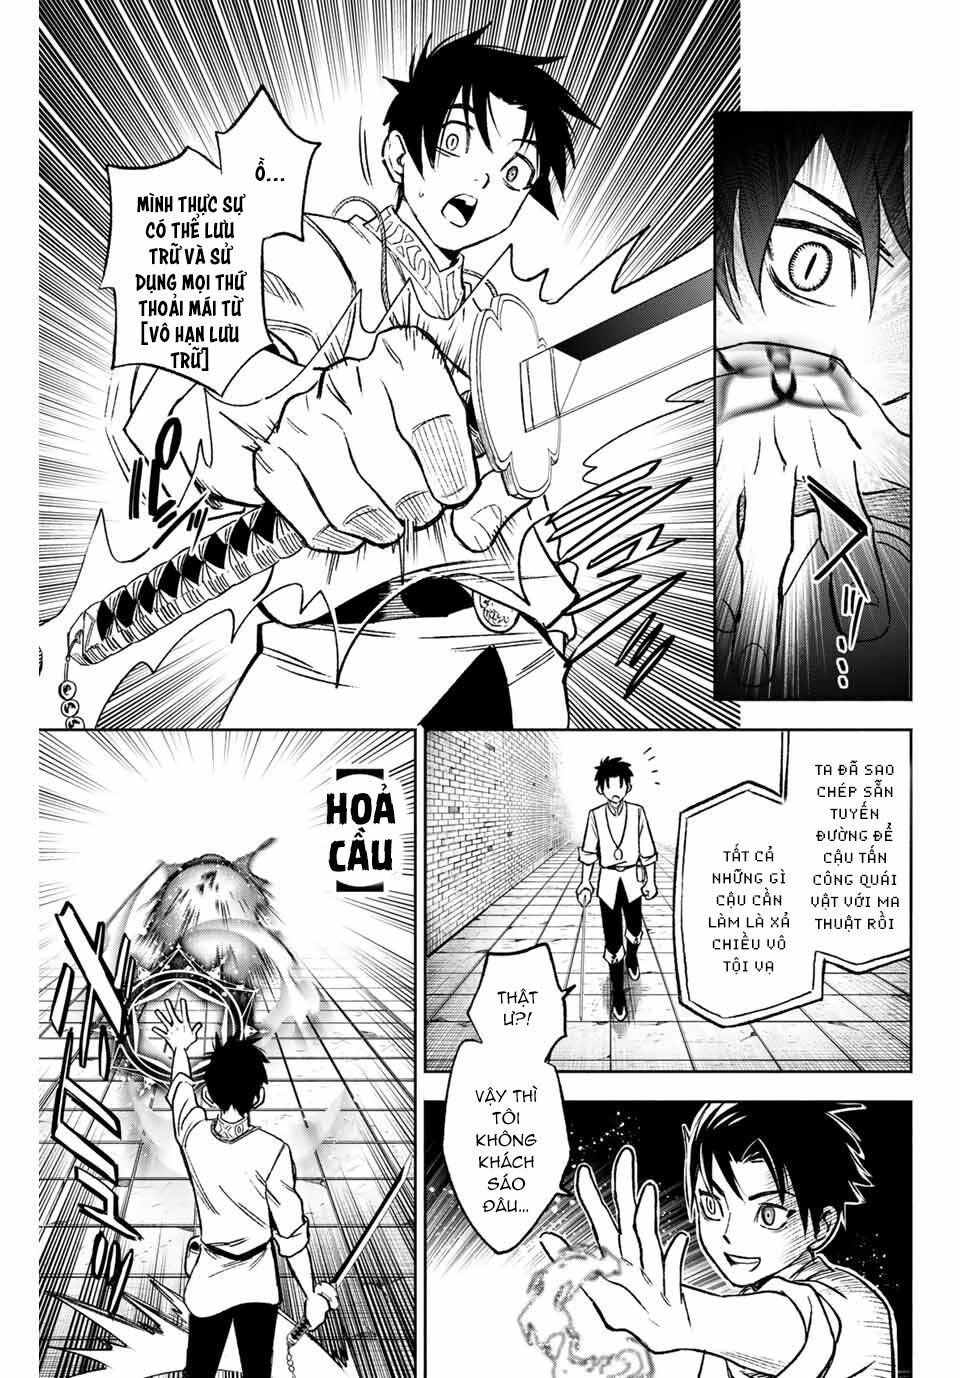 Ồ...
MÌNH THỰC SỰ
CÓ THỂ LƯU
TRỮ VÀ SỬ
DỤNG MỌI THỨ
THOẢI MÁI TỪ
[VÔ HẠN LƯU
TRỮ]
TA ĐÃ SAO
CHÉP SẴN
TUYẾN
ĐƯỜNG ĐỂ
CẬU TẤN
CÔNG QUÁI
VẬT VỚI MA
THUẬT RỒI
TẤT CẢ
NHỮNG GÌ
CẬU CẦN
LÀM LÀ XẢ
CHIÊU VÔ
TỘI VẠ
THẬT
Ư?!
VẬY THÌ
TÔI
KHÔNG
KHÁCH
SÁO
ĐÂU...
【HOẢ
CẦU】